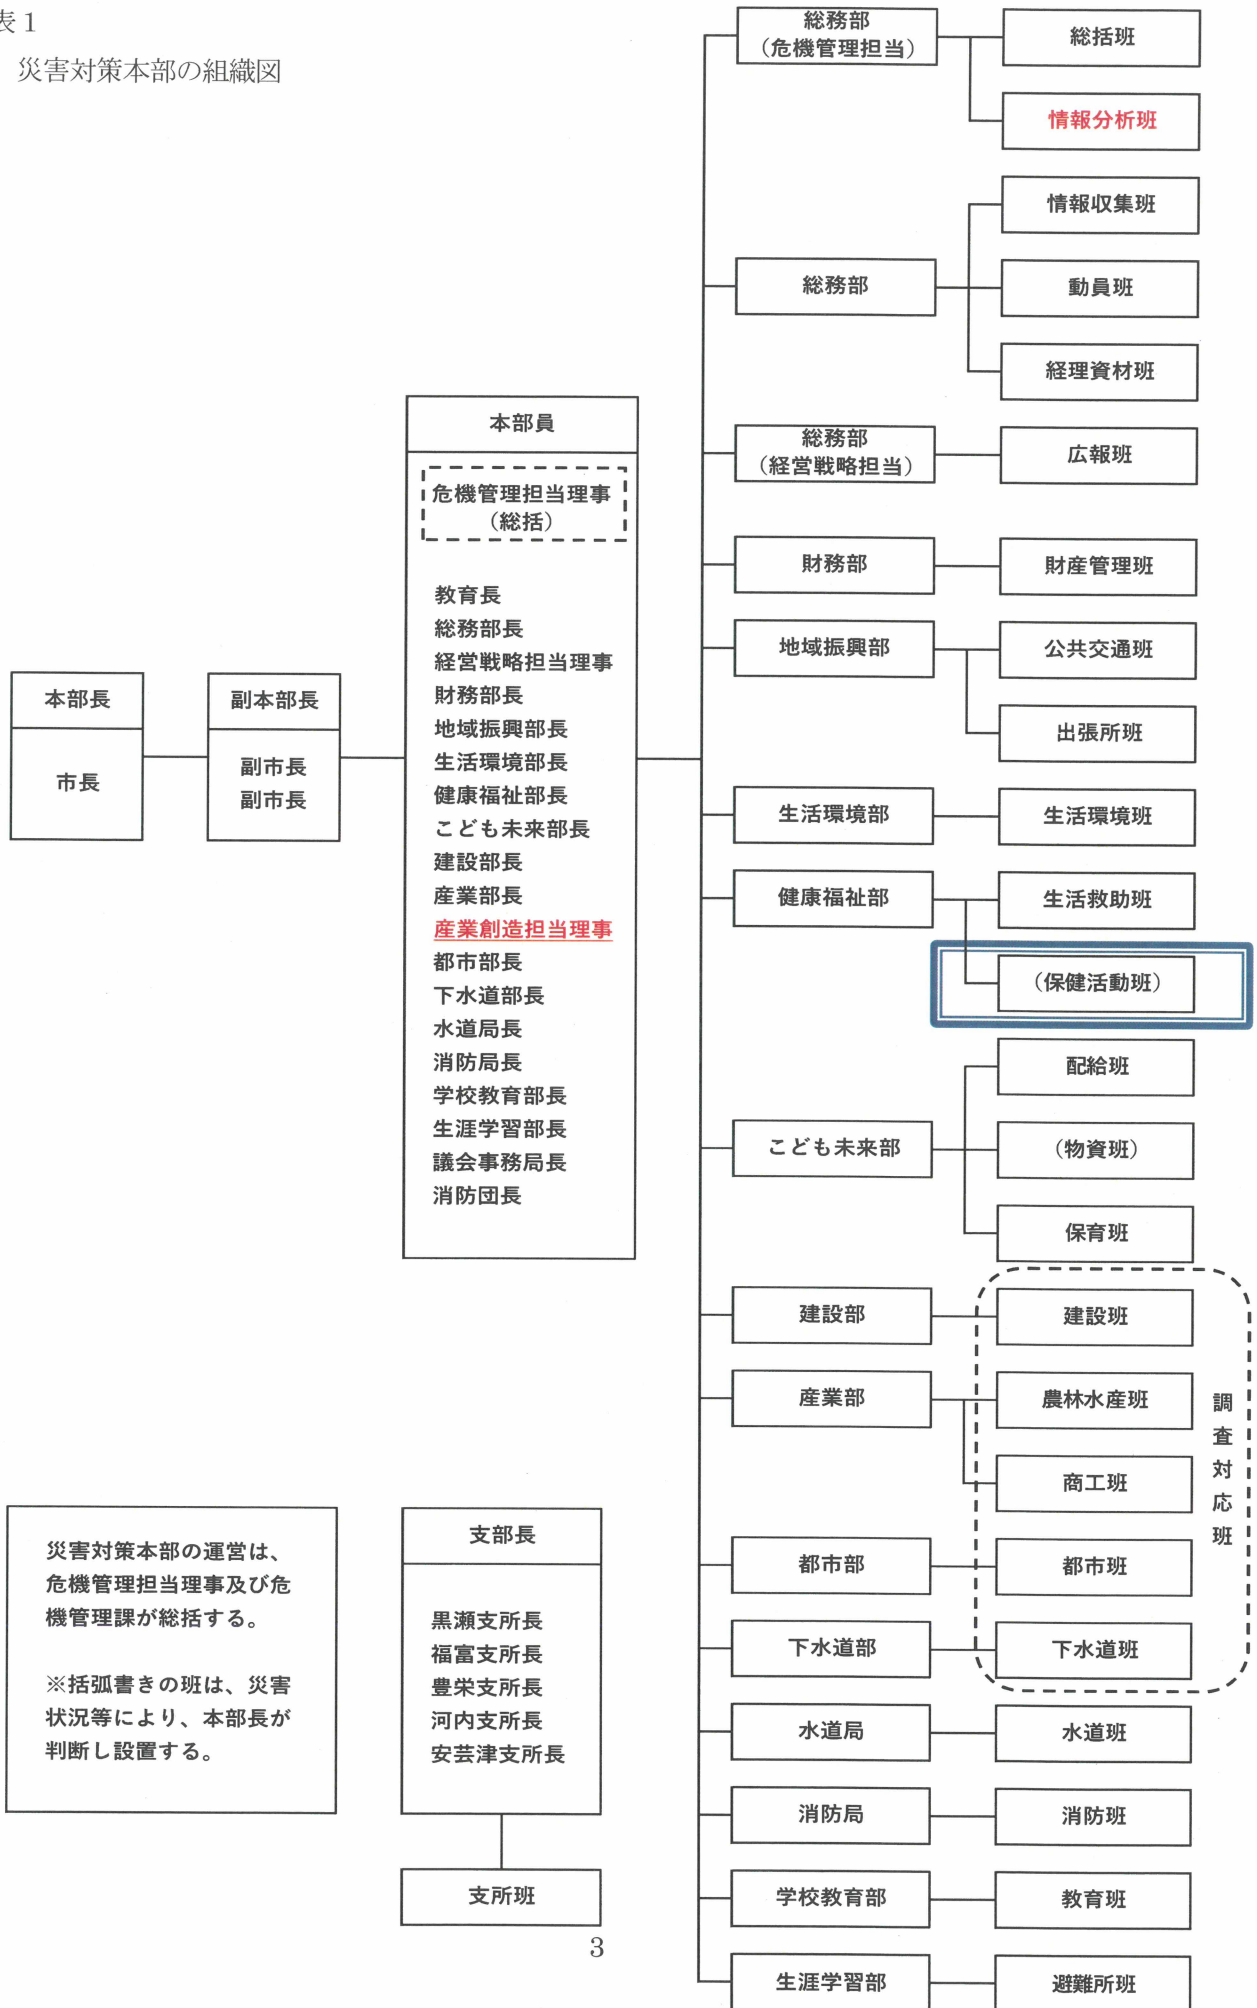 表1
災害対策本部の組織図
本部長
市長
副本部長
副市長
副市長
本部員
危機管理担当理事
（総括）
教育長
総務部長
経営戦略担当理事
財務部長
地域振興部長
生活環境部長
健康福祉部長
こども未来部長
建設部長
産業部長
産業創造担当理事
都市部長
下水道部長
水道局長
消防局長
学校教育部長
生涯学習部長
議会事務局長
消防団長
総務部
（危機管理担当）
総括班
情報分析班
総務部
情報収集班
動員班
経理資材班
総務部
（経営戦略担当）
広報班
財務部
財産管理班
地域振興部
公共交通班
出張所班
生活環境部
生活環境班
健康福祉部
生活救助班
（保健活動班）
こども未来部
配給班
（物資班）
保育班
建設部
建設班
産業部
農林水産班
商工班
都市部
都市班
下水道部
下水道班
調査対応班
水道局
水道班
消防局
消防班
学校教育部
教育班
生涯学習部
避難所班
災害対策本部の運営は、
危機管理担当理事及び危
機管理課が総括する。
※括弧書きの班は、災害
状況等により、本部長が
判断し設置する。
支部長
黒瀬支所長
福富支所長
豊栄支所長
河内支所長
安芸津支所長
支所班
3